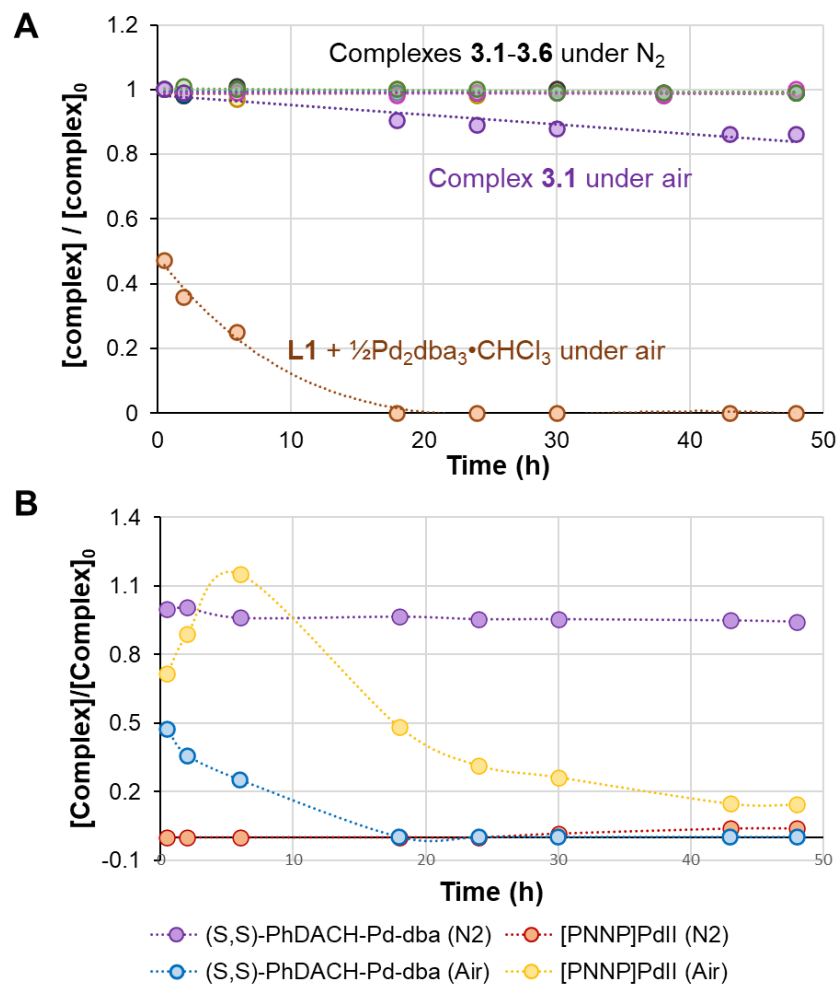 A
[complex] / [complex]₀
1.2
1
0.8
0.6
0.4
0.2
0
Complexes 3.1-3.6 under N₂
Complex 3.1 under air
L1 + ½Pd₂dba₃•CHCl₃ under air
0 10 20 30 40 50
Time (h)
B
[Complex]/[Complex]₀
1.4
1.1
0.8
0.5
0.2
-0.1
0 10 20 30 40 50
Time (h)
(S,S)-PhDACH-Pd-dba (N2) [PNNP]PdII (N2)
(S,S)-PhDACH-Pd-dba (Air) [PNNP]PdII (Air)